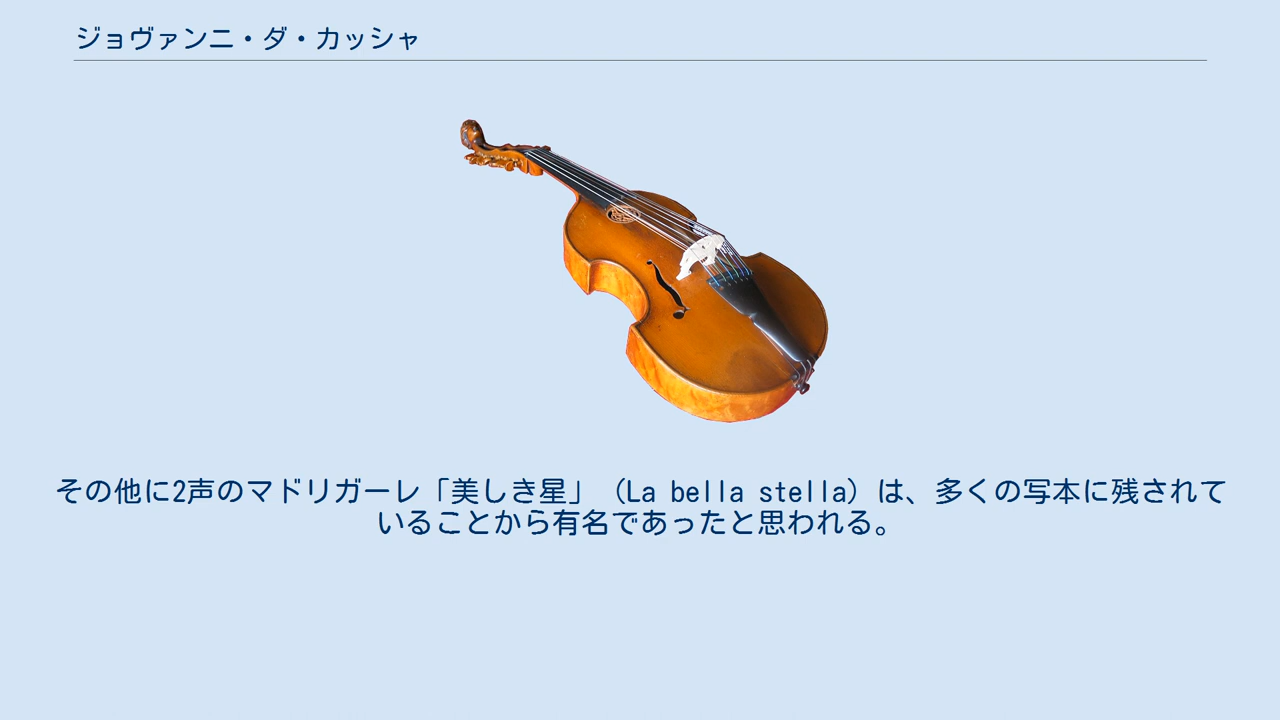 ジョヴァンニ・ダ・カッシャ
その他に2声のマドリガーレ「美しき星」（La bella stella）は、多くの写本に残されて
いることから有名であったと思われる。